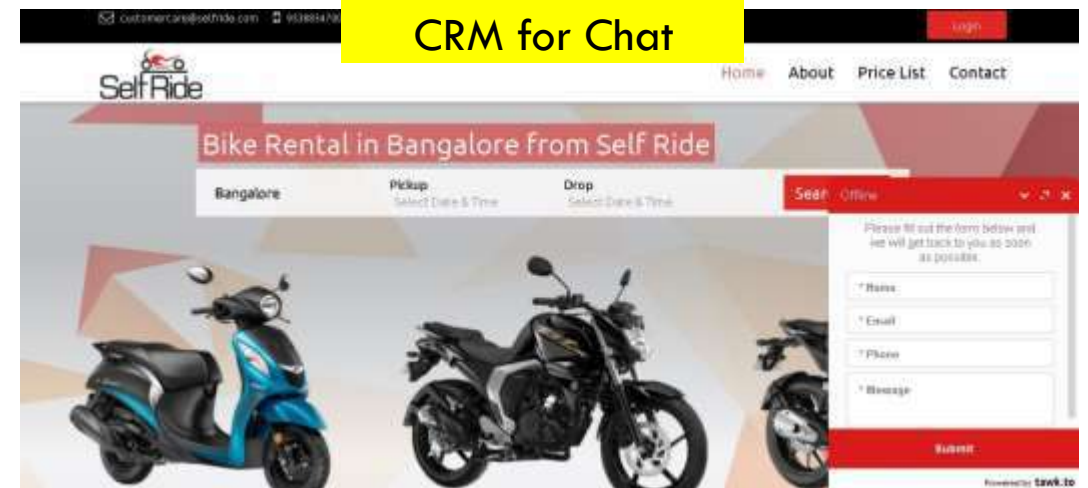 customercare@selfride.com
CRM for Chat
Login
Self Ride
Home About Price List Contact
Bike Rental in Bangalore from Self Ride
Bangalore
Pickup
Select Date & Time
Drop
Select Date & Time
Offline
Please fill out the form below and
we will get back to you as soon
as possible.
* Name
* Email
* Phone
* Message
Submit
Powered by tawk.to